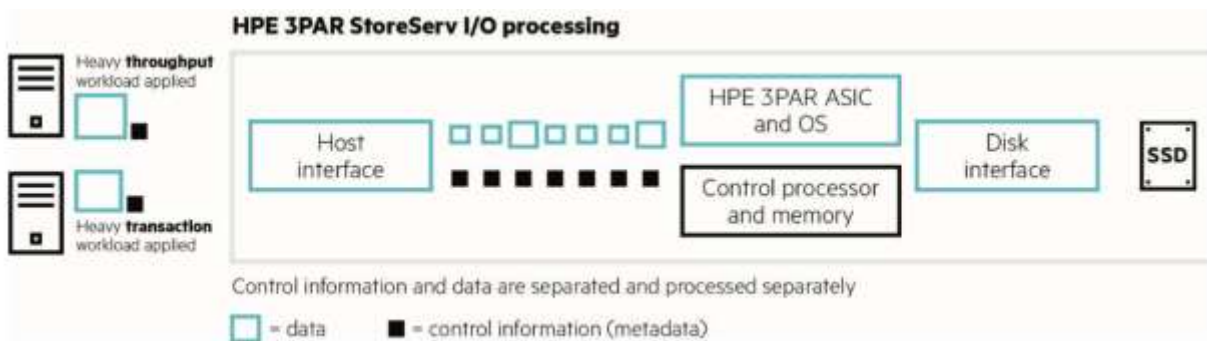 HPE 3PAR StoreServ I/O processing
Heavy throughput
workload applied
Heavy transaction
workload applied
Host
interface
HPE 3PAR ASIC
and OS
Control processor
and memory
Disk
interface
SSD
Control information and data are separated and processed separately
= data
= control information (metadata)